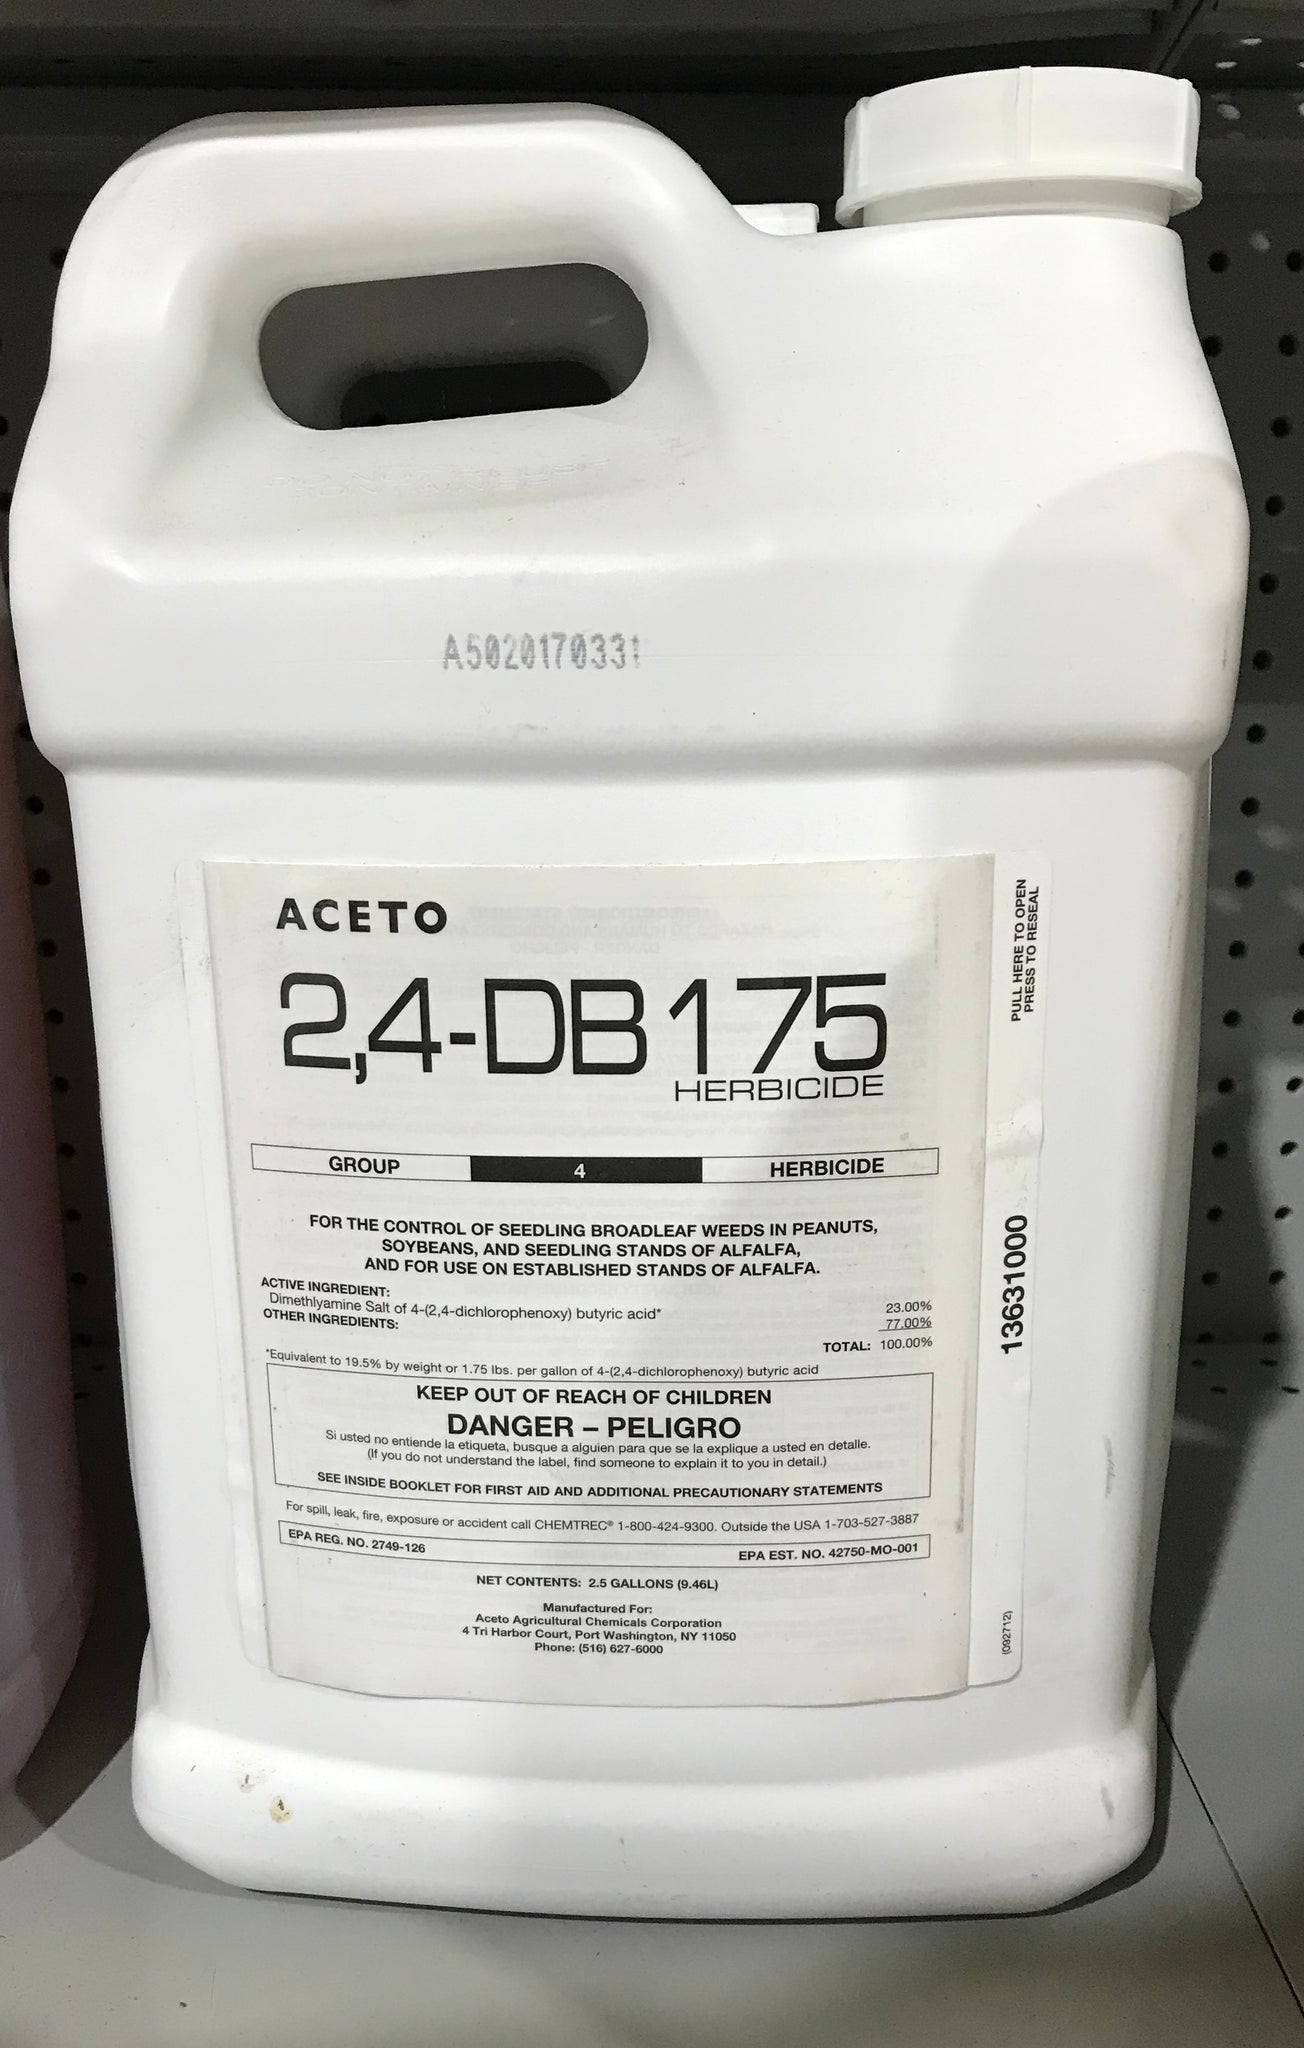 A5020170331
ACETO
2,4-DB 175
HERBICIDE
GROUP 4 HERBICIDE
FOR THE CONTROL OF SEEDLING BROADLEAF WEEDS IN PEANUTS,
SOYBEANS, AND SEEDLING STANDS OF ALFALFA,
AND FOR USE ON ESTABLISHED STANDS OF ALFALFA.
ACTIVE INGREDIENT:
Dimethlyamine Salt of 4-(2,4-dichlorophenoxy) butyric acid* 23.00%
OTHER INGREDIENTS: 77.00%
TOTAL: 100.00%
*Equivalent to 19.5% by weight or 1.75 lbs. per gallon of 4-(2,4-dichlorophenoxy) butyric acid
KEEP OUT OF REACH OF CHILDREN
DANGER – PELIGRO
Si usted no entiende la etiqueta, busque a alguien para que se la explique a usted en detalle.
(If you do not understand the label, find someone to explain it to you in detail.)
SEE INSIDE BOOKLET FOR FIRST AID AND ADDITIONAL PRECAUTIONARY STATEMENTS
For spill, leak, fire, exposure or accident call CHEMTREC® 1-800-424-9300. Outside the USA 1-703-527-3887
EPA REG. NO. 2749-126 EPA EST. NO. 42750-MO-001
NET CONTENTS: 2.5 GALLONS (9.46L)
Manufactured For:
Aceto Agricultural Chemicals Corporation
4 Tri Harbor Court, Port Washington, NY 11050
Phone: (516) 627-6000
PULL HERE TO OPEN
PRESS TO RESEAL
13631000
(092712)